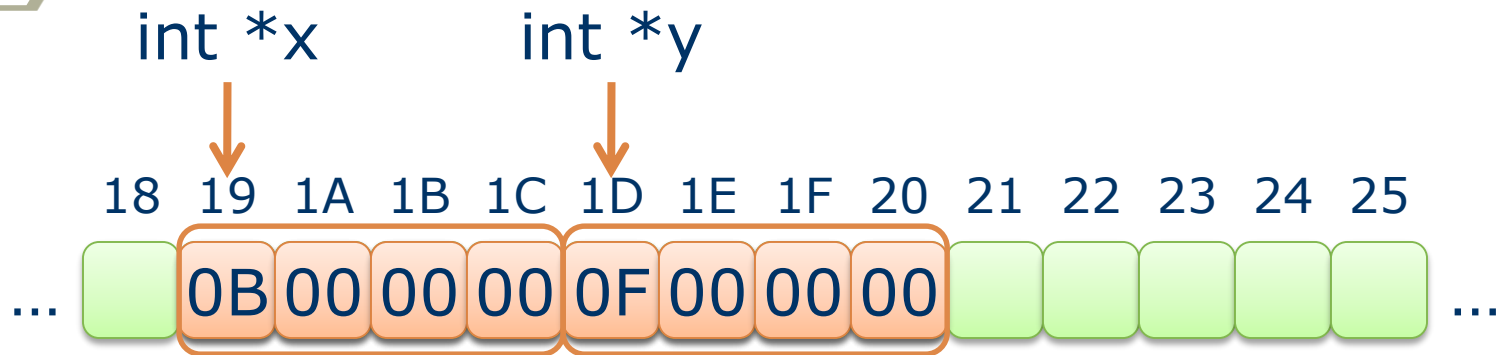 int *x int *y
18 19 1A 1B 1C 1D 1E 1F 20 21 22 23 24 25
... 0B 00 00 00 0F 00 00 00 ...